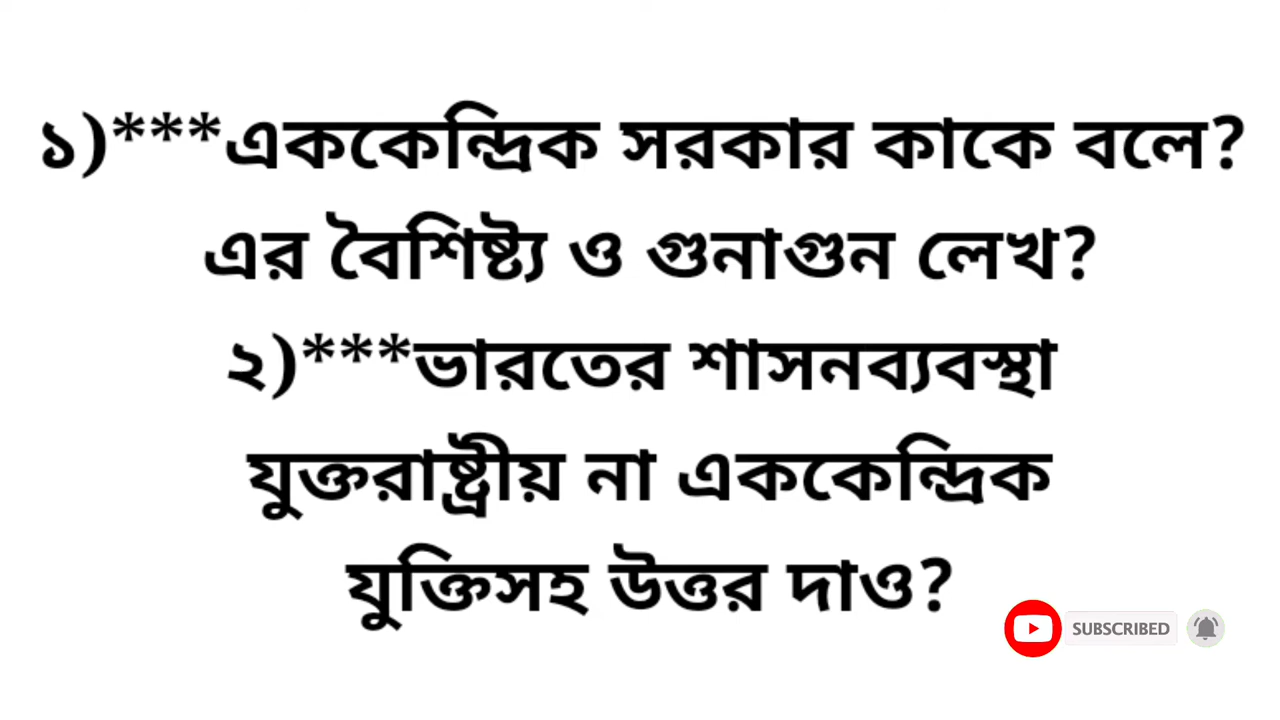 ১)***এককেন্দ্রিক সরকার কাকে বলে?
এর বৈশিষ্ট্য ও গুনাগুন লেখ?
২)***ভারতের শাসনব্যবস্থা
যুক্তরাষ্ট্রীয় না এককেন্দ্রিক
যুক্তিসহ উত্তর দাও?
SUBSCRIBED